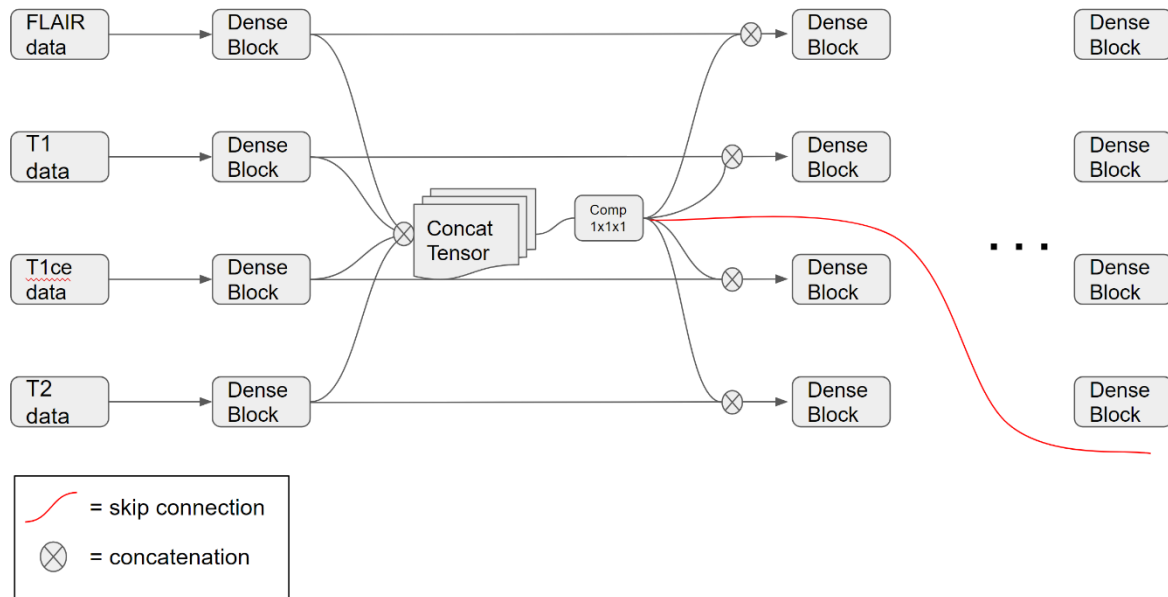 FLAIR
data
Dense
Block
Dense
Block
Dense
Block
T1
data
Dense
Block
Dense
Block
Dense
Block
Concat
Tensor
Comp
1x1x1
. . .
T1ce
data
Dense
Block
Dense
Block
Dense
Block
T2
data
Dense
Block
Dense
Block
Dense
Block
= skip connection
= concatenation